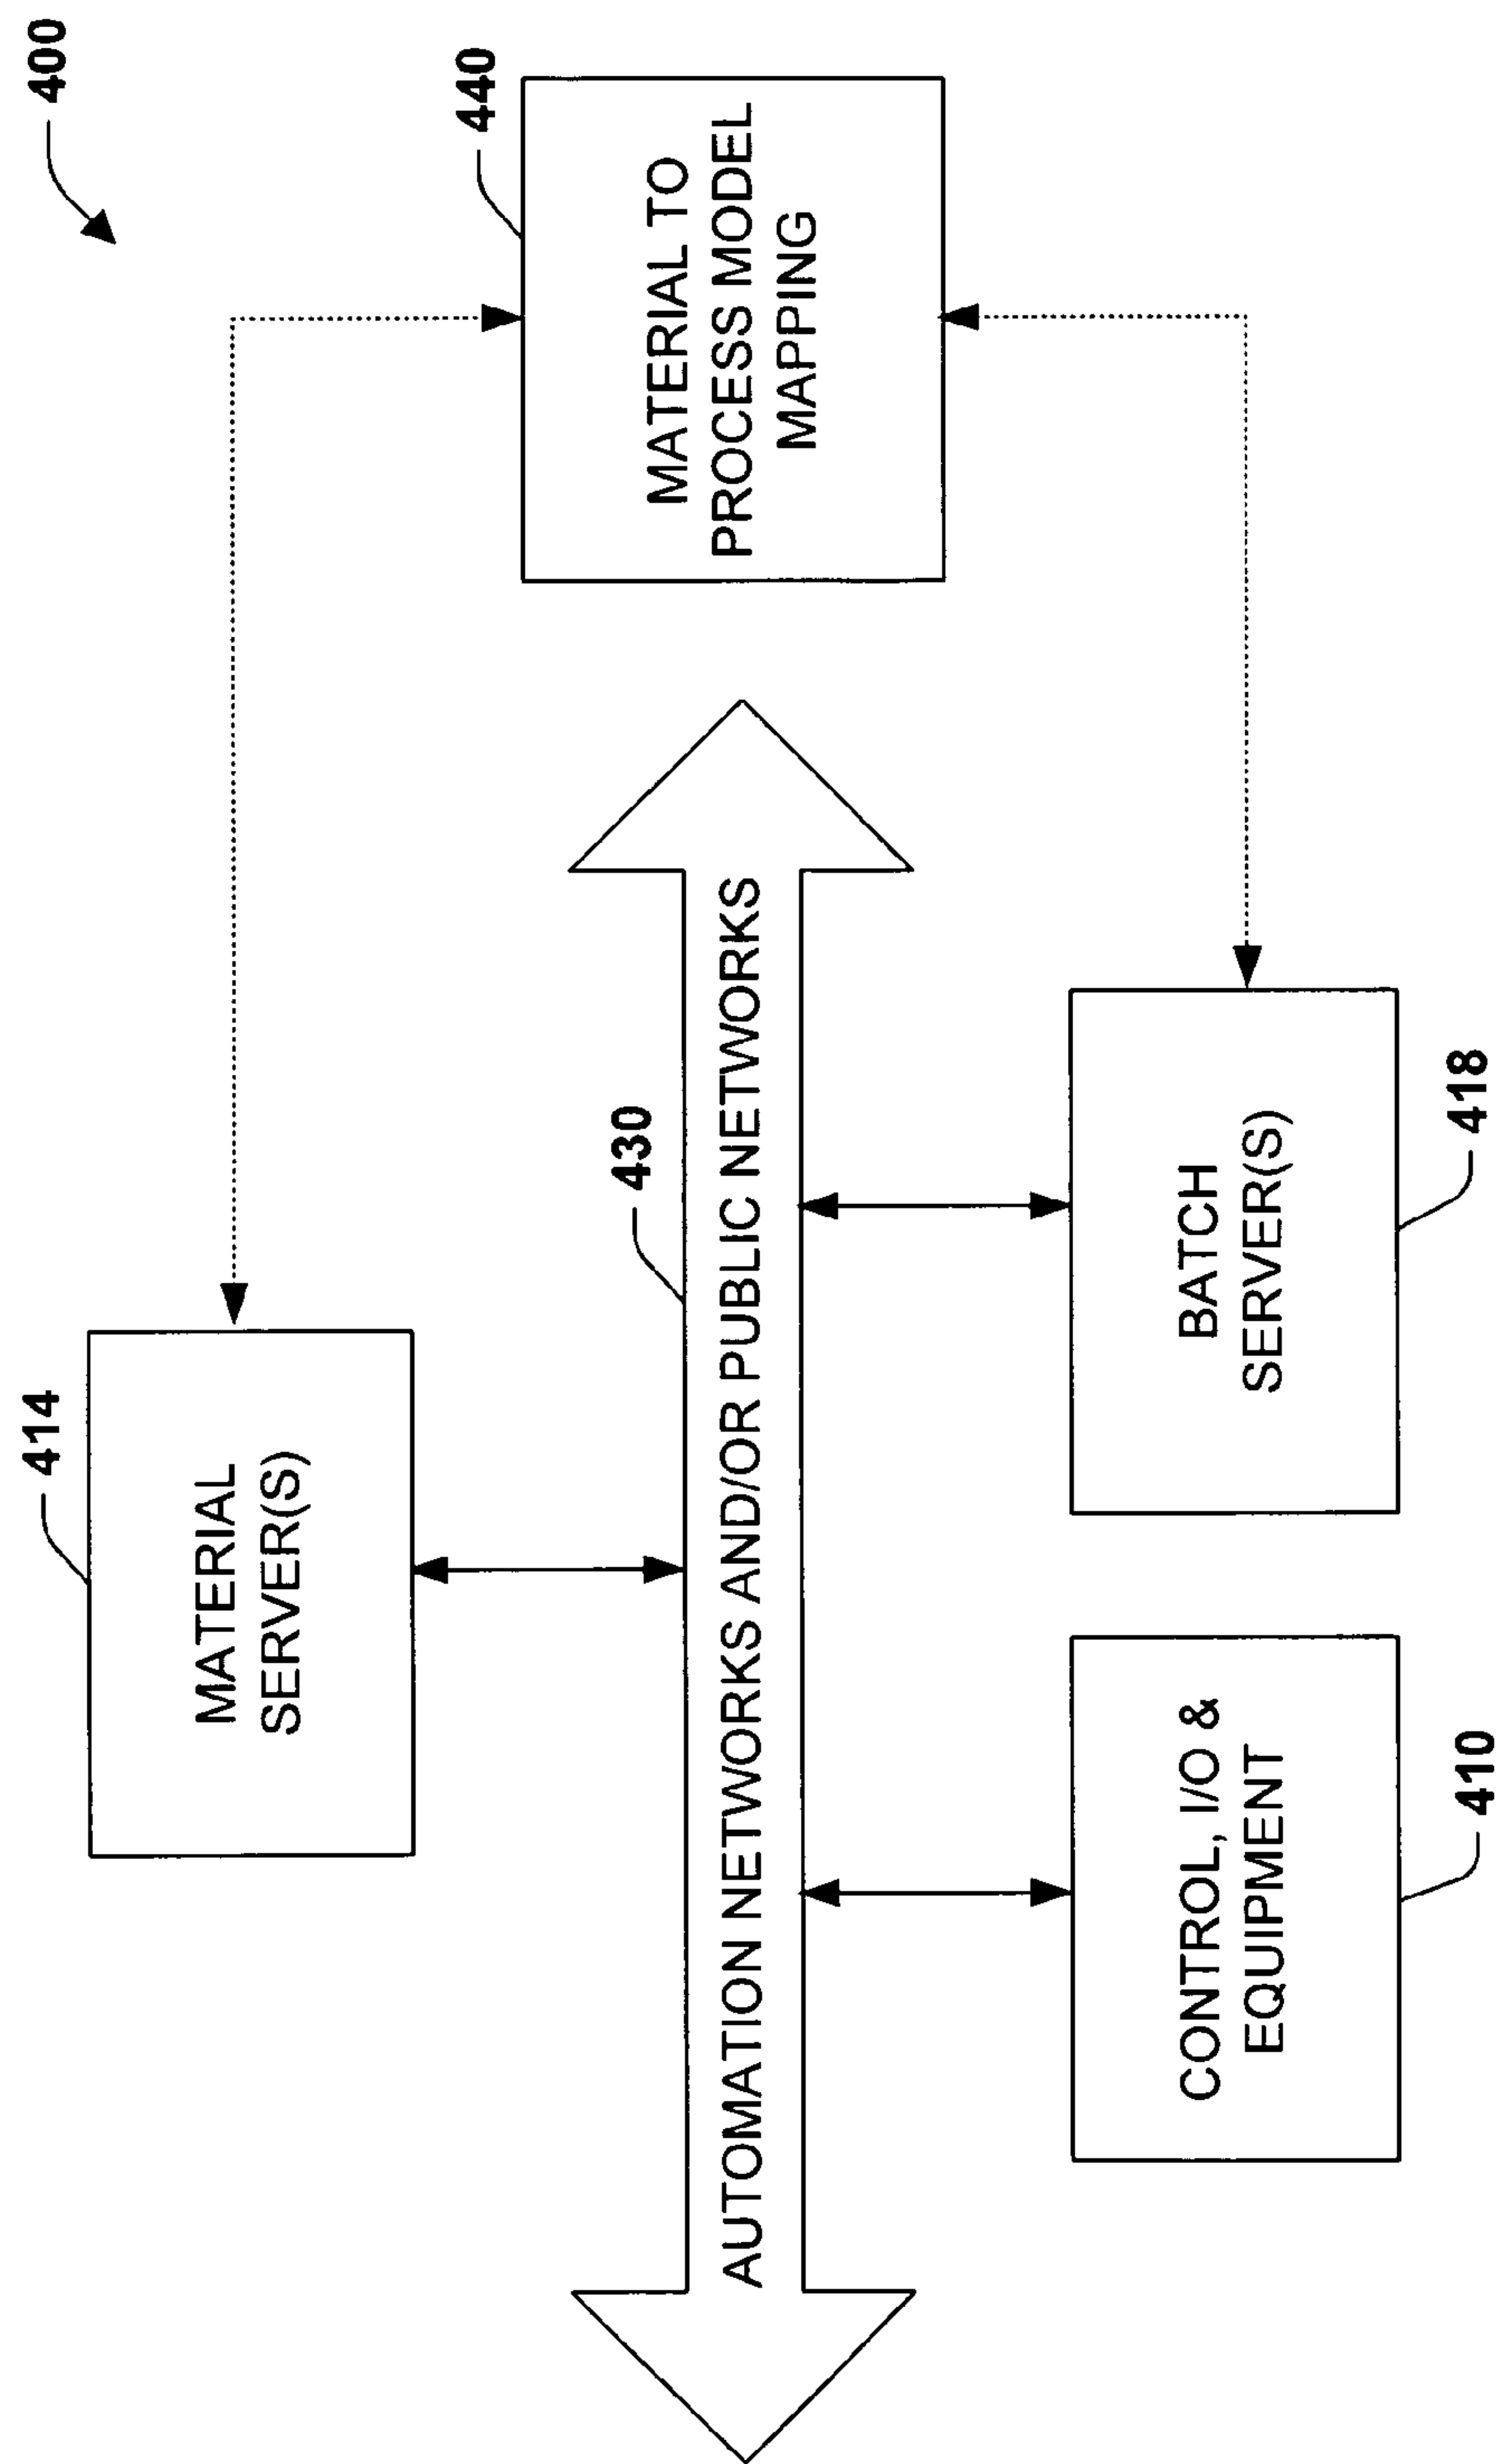 400
414
MATERIAL
SERVER(S)
440
MATERIAL TO
PROCESS MODEL
MAPPING
430
AUTOMATION NETWORKS AND/OR PUBLIC NETWORKS
CONTROL, I/O &
EQUIPMENT
410
BATCH
SERVER(S)
418